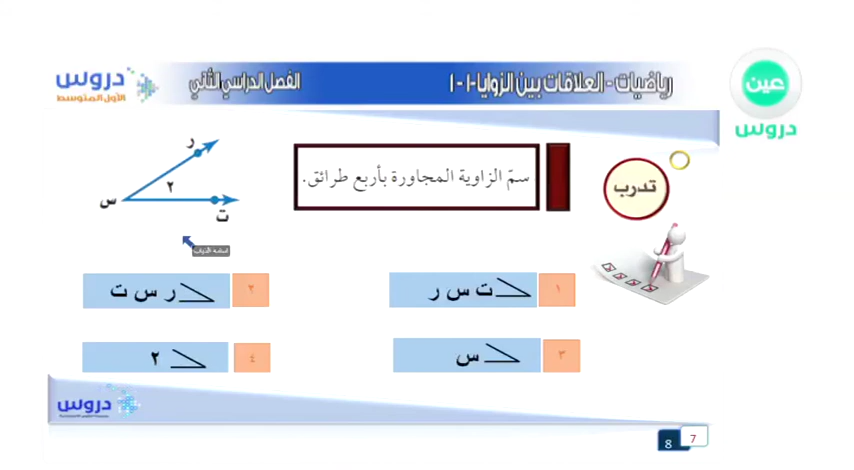 رياضيات - العلاقات بين الزوايا ١ - ١
الفصل الدراسي الثاني
دروس
الأول المتوسط
عين
دروس
تدرب
سمّ الزاوية المجاورة بأربع طرائق.
ر
س
٢
ت
١
ت س ر
٢
ر س ت
٣
س
٤
٢
دروس
8
7